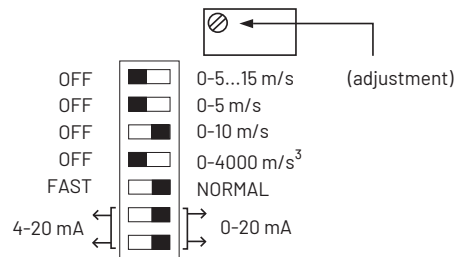 OFF 0-5...15 m/s (adjustment)
OFF 0-5 m/s
OFF 0-10 m/s
OFF 0-4000 m/s³
FAST NORMAL
4-20 mA 0-20 mA